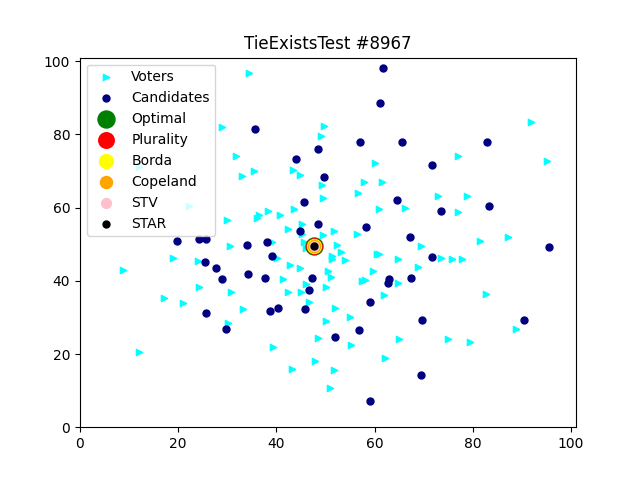 TieExistsTest #8967
100
80
60
40
20
0
Voters
Candidates
Optimal
Plurality
Borda
Copeland
STV
STAR
0 20 40 60 80 100